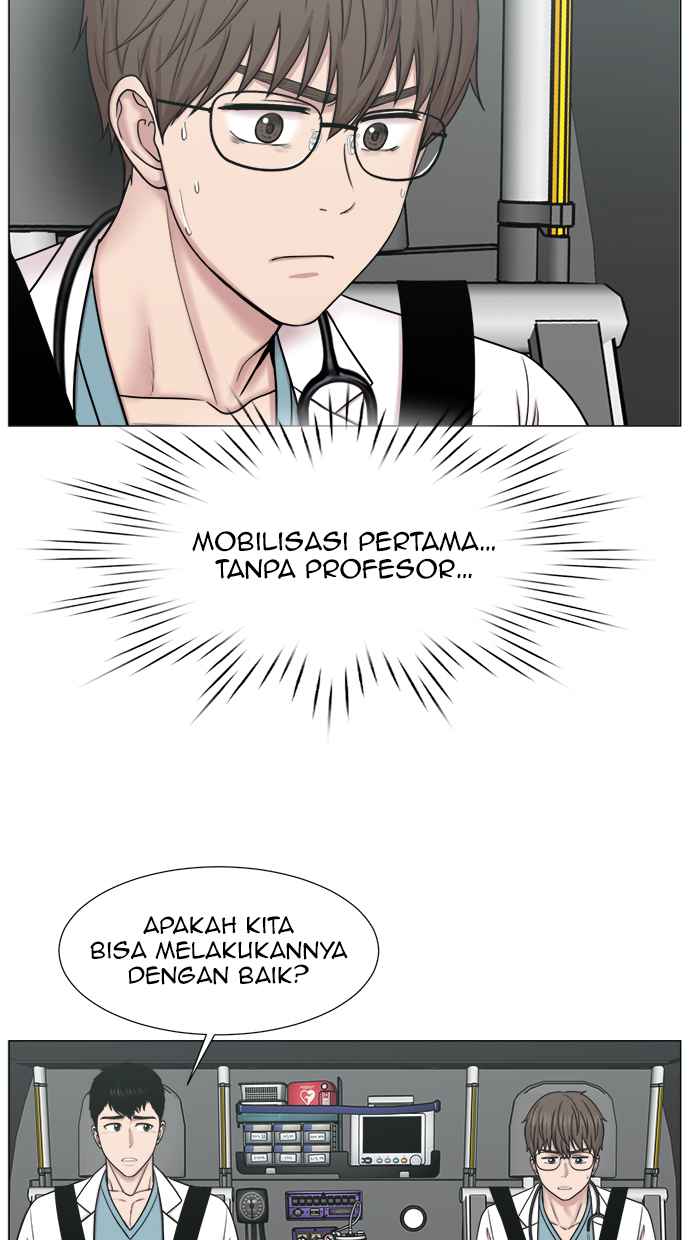 MOBILISASI PERTAMA...
TANPA PROFESOR...
APAKAH KITA
BISA MELAKUKANNYA
DENGAN BAIK?